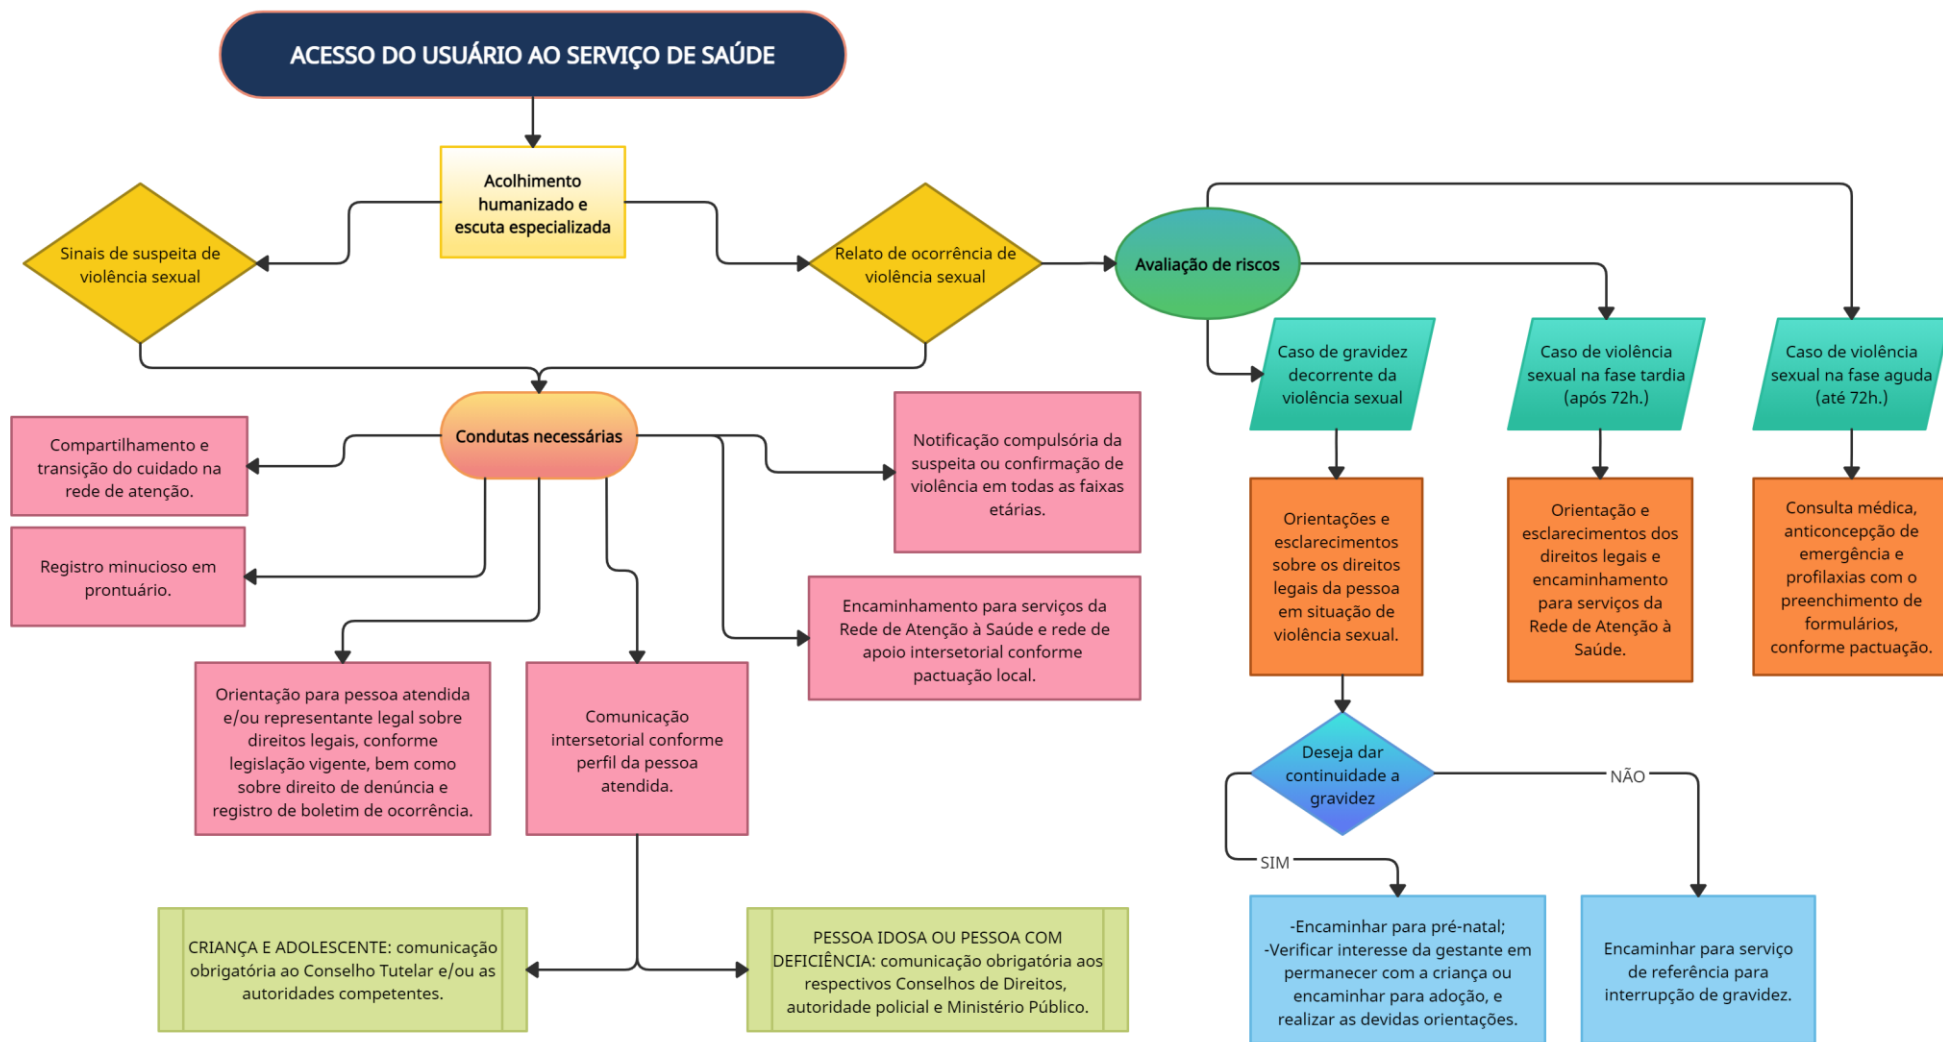 ACESSO DO USUÁRIO AO SERVIÇO DE SAÚDE
Acolhimento
humanizado e
escuta especializada
Sinais de suspeita de
violência sexual
Relato de ocorrência de
violência sexual
Avaliação de riscos
Caso de gravidez
decorrente da
violência sexual
Caso de violência
sexual na fase tardia
(após 72h.)
Caso de violência
sexual na fase aguda
(até 72h.)
Condutas necessárias
Compartilhamento e
transição do cuidado na
rede de atenção.
Notificação compulsória da
suspeita ou confirmação de
violência em todas as faixas
etárias.
Registro minucioso em
prontuário.
Encaminhamento para serviços da
Rede de Atenção à Saúde e rede de
apoio intersetorial conforme
pactuação local.
Orientações e
esclarecimentos
sobre os direitos
legais da pessoa
em situação de
violência sexual.
Orientação e
esclarecimentos dos
direitos legais e
encaminhamento
para serviços da
Rede de Atenção à
Saúde.
Consulta médica,
anticoncepção de
emergência e
profilaxias com o
preenchimento de
formulários,
conforme pactuação.
Orientação para pessoa atendida
e/ou representante legal sobre
direitos legais, conforme
legislação vigente, bem como
sobre direito de denúncia e
registro de boletim de ocorrência.
Comunicação
intersetorial conforme
perfil da pessoa
atendida.
Deseja dar
continuidade a
gravidez
NÃO
SIM
CRIANÇA E ADOLESCENTE: comunicação
obrigatória ao Conselho Tutelar e/ou as
autoridades competentes.
PESSOA IDOSA OU PESSOA COM
DEFICIÊNCIA: comunicação obrigatória aos
respectivos Conselhos de Direitos,
autoridade policial e Ministério Público.
-Encaminhar para pré-natal;
-Verificar interesse da gestante em
permanecer com a criança ou
encaminhar para adoção, e
realizar as devidas orientações.
Encaminhar para serviço
de referência para
interrupção de gravidez.